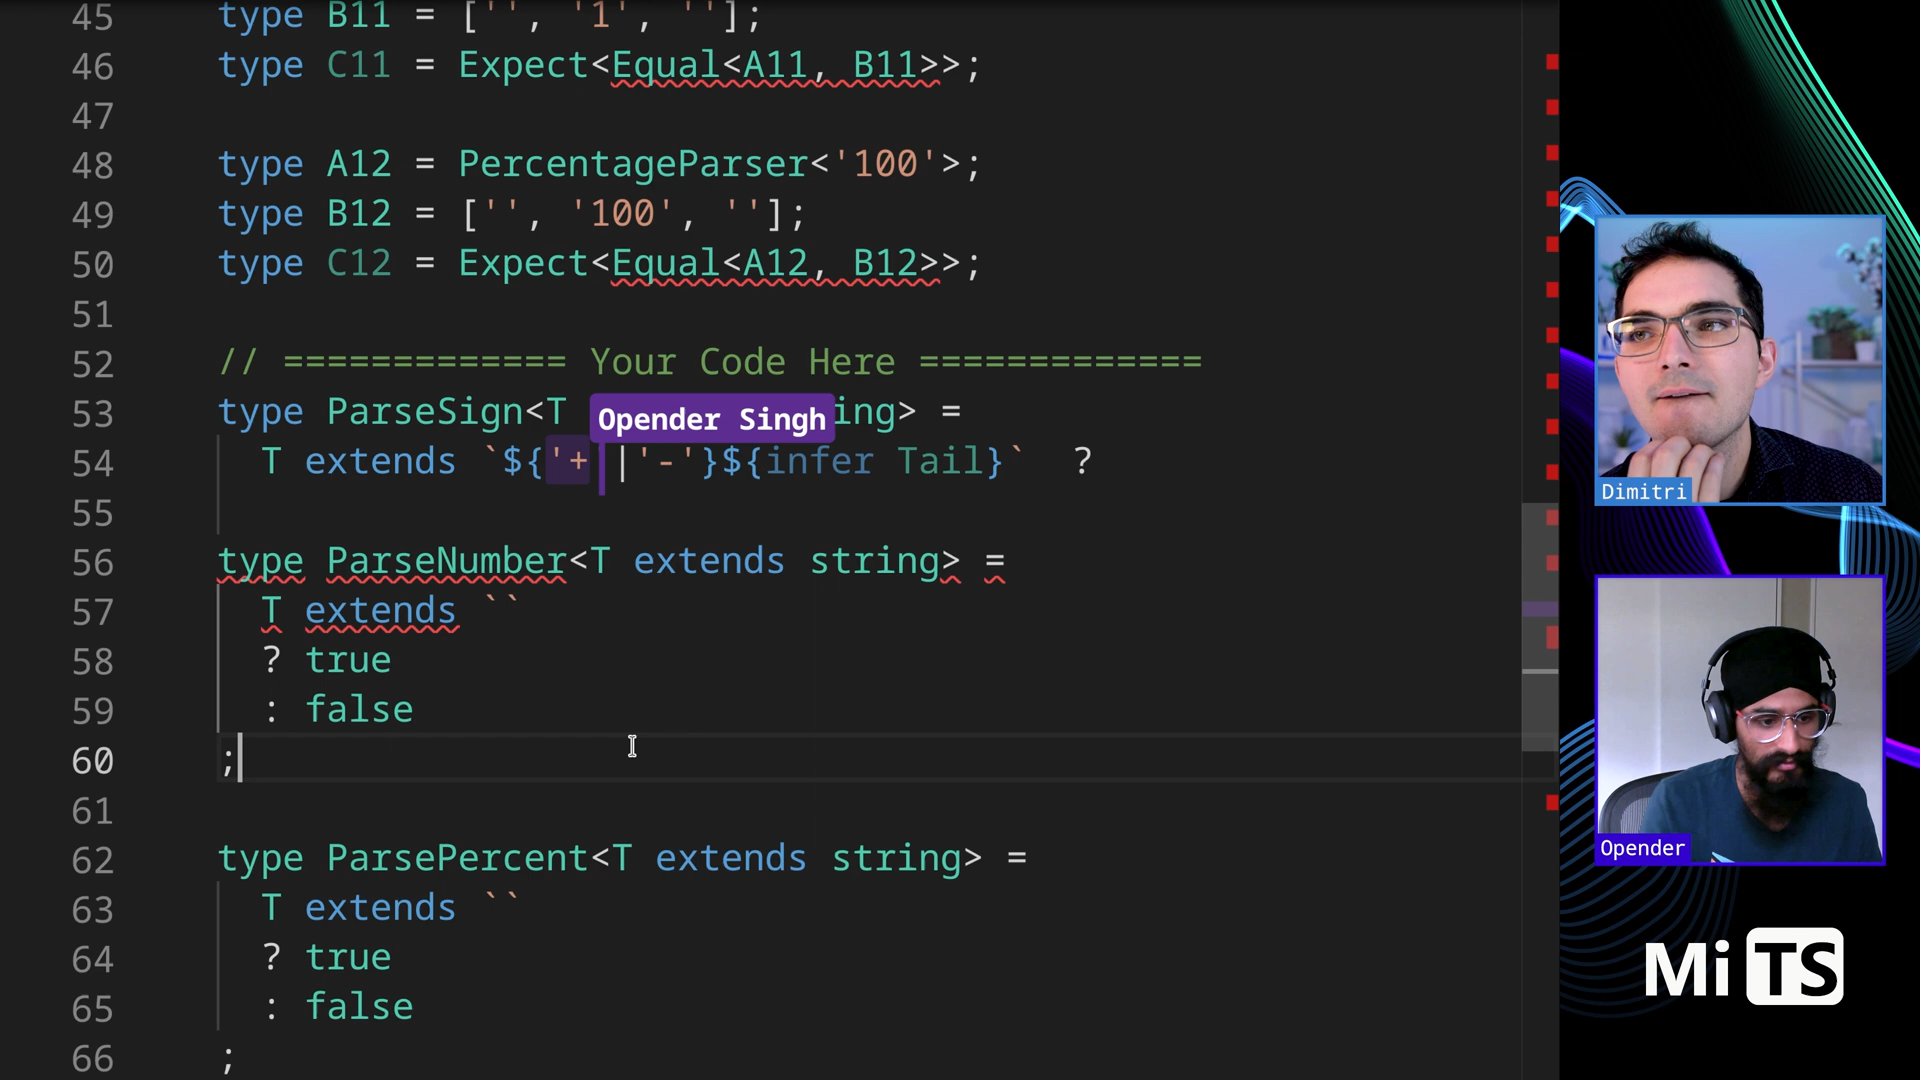 45 type B11 = ['', '1', ''];
46 type C11 = Expect<Equal<A11, B11>>;
47
48 type A12 = PercentageParser<'100'>;
49 type B12 = ['', '100', ''];
50 type C12 = Expect<Equal<A12, B12>>;
51
52 // ============= Your Code Here =============
53 type ParseSign<T ing> =
Opender Singh
54 T extends `${'+'|'-'}${infer Tail}` ?
55
56 type ParseNumber<T extends string> =
57 T extends ``
58 ? true
59 : false
60 ;
61
62 type ParsePercent<T extends string> =
63 T extends ``
64 ? true
65 : false
66 ;
Dimitri
Opender
MiTS